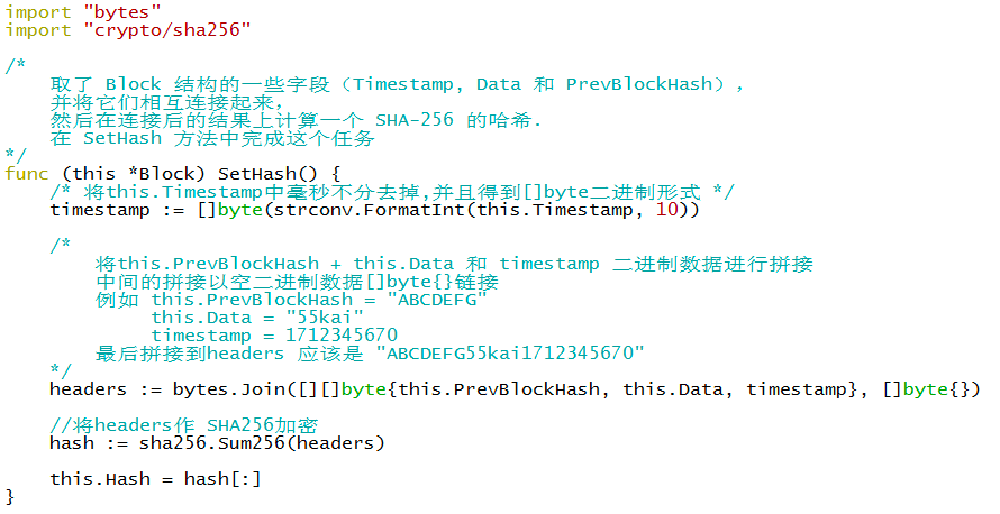 import "bytes"
import "crypto/sha256"
/*
取了 Block 结构的一些字段（Timestamp, Data 和 PrevBlockHash），
并将它们相互连接起来，
然后在连接后的结果上计算一个 SHA-256 的哈希.
在 SetHash 方法中完成这个任务
*/
func (this *Block) SetHash() {
/* 将this.Timestamp中毫秒不分去掉,并且得到[]byte二进制形式 */
timestamp := []byte(strconv.FormatInt(this.Timestamp, 10))
/*
将this.PrevBlockHash + this.Data 和 timestamp 二进制数据进行拼接
中间的拼接以空二进制数据[]byte{}链接
例如 this.PrevBlockHash = "ABCDEFG"
this.Data = "55kai"
timestamp = 1712345670
最后拼接到headers 应该是 "ABCDEFG55kai1712345670"
*/
headers := bytes.Join([][]byte{this.PrevBlockHash, this.Data, timestamp}, []byte{})
//将headers作 SHA256加密
hash := sha256.Sum256(headers)
this.Hash = hash[:]
}